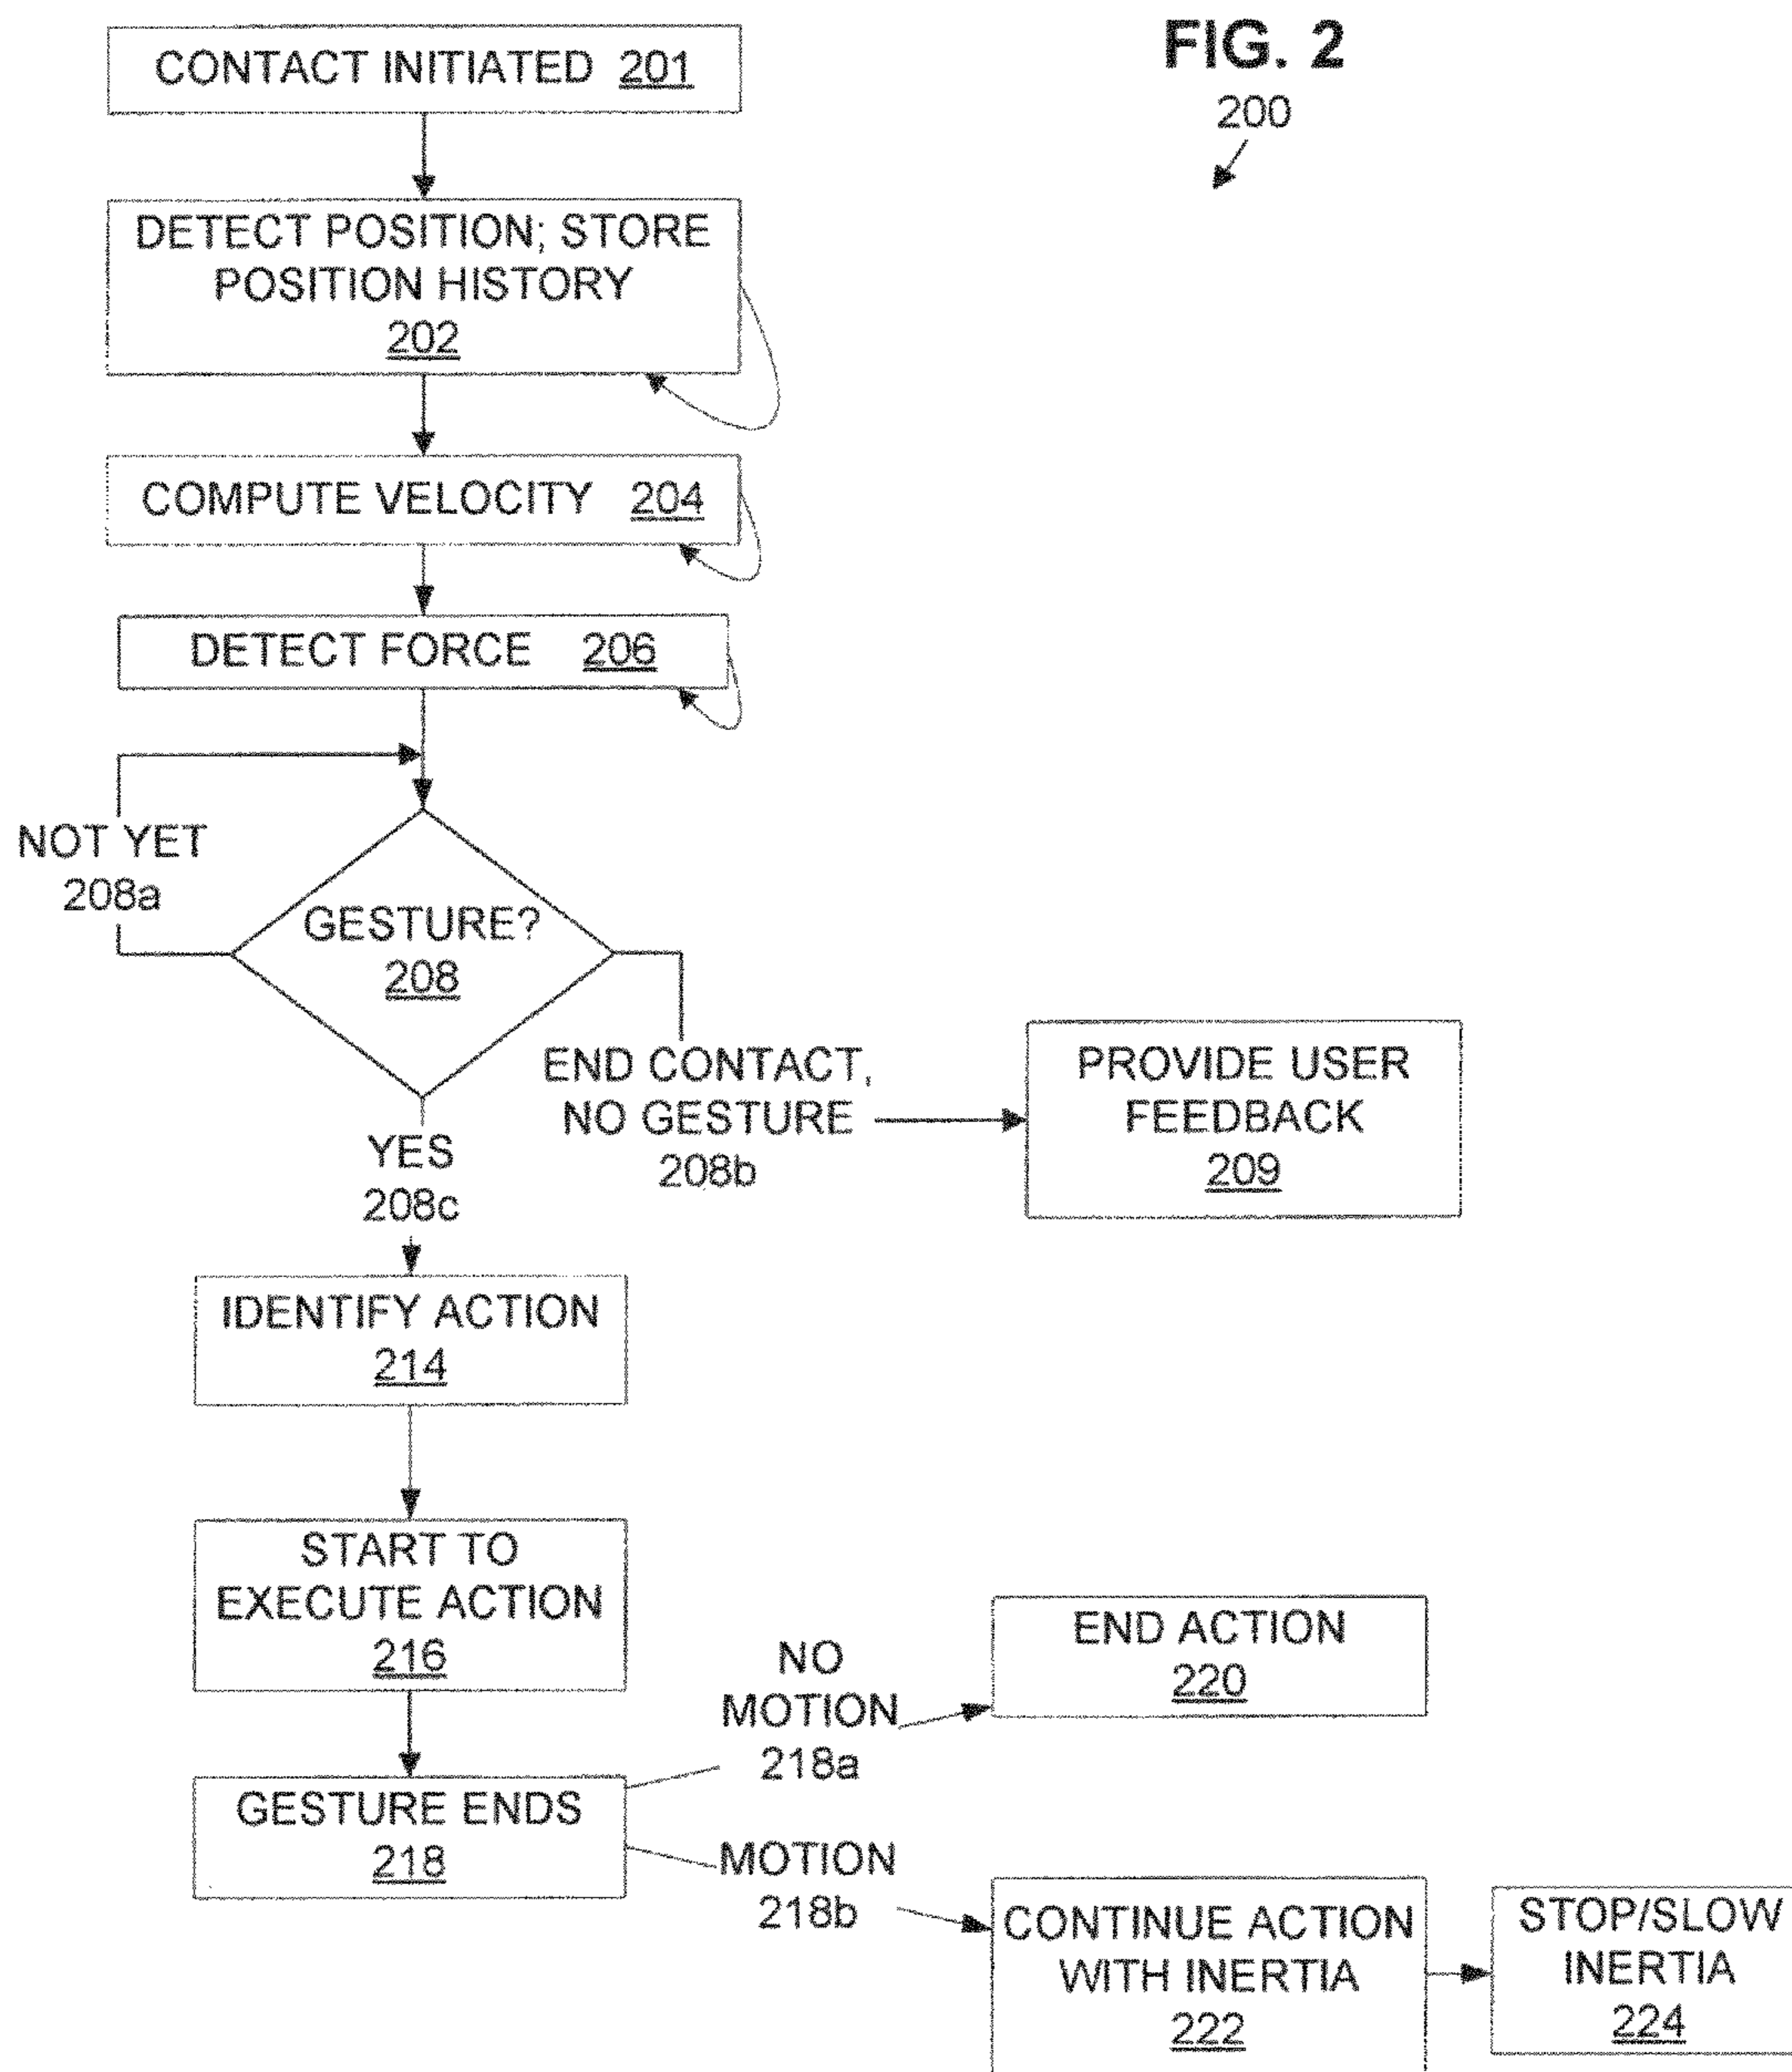 FIG. 2
200
CONTACT INITIATED 201
DETECT POSITION; STORE
POSITION HISTORY
202
COMPUTE VELOCITY 204
DETECT FORCE 206
NOT YET
208a
GESTURE?
208
END CONTACT,
NO GESTURE
208b
PROVIDE USER
FEEDBACK
209
YES
208c
IDENTIFY ACTION
214
START TO
EXECUTE ACTION
216
GESTURE ENDS
218
NO
MOTION
218a
END ACTION
220
MOTION
218b
CONTINUE ACTION
WITH INERTIA
222
STOP/SLOW
INERTIA
224